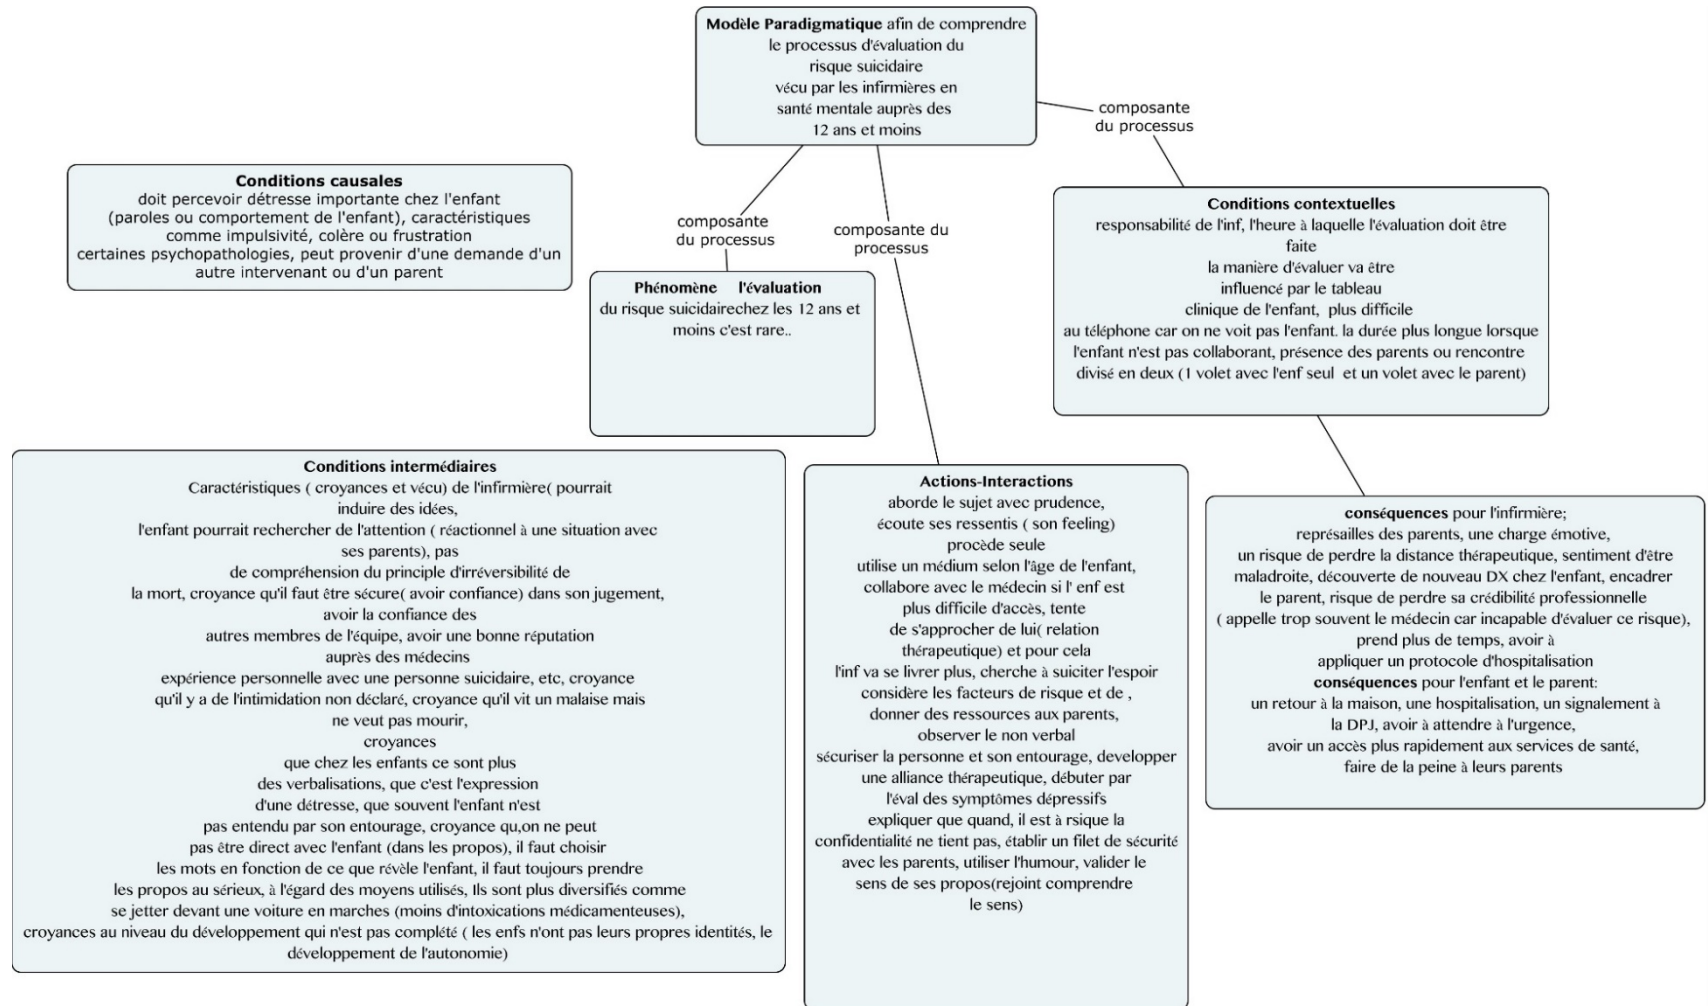 Modèle Paradigmatique afin de comprendre
le processus d'évaluation du
risque suicidaire
vécu par les infirmières en
santé mentale auprès des
12 ans et moins
composante
du processus
composante
du processus
composante du
processus
Conditions causales
doit percevoir détresse importante chez l'enfant
(paroles ou comportement de l'enfant), caractéristiques
comme impulsivité, colère ou frustration
certaines psychopathologies, peut provenir d'une demande d'un
autre intervenant ou d'un parent
Phénomène l'évaluation
du risque suicidairechez les 12 ans et
moins c'est rare..
Conditions contextuelles
responsabilité de l'inf, l'heure à laquelle l'évaluation doit être
faite
la manière d'évaluer va être
influencé par le tableau
clinique de l'enfant, plus difficile
au téléphone car on ne voit pas l'enfant. la durée plus longue lorsque
l'enfant n'est pas collaborant, présence des parents ou rencontre
divisé en deux (1 volet avec l'enf seul et un volet avec le parent)
Conditions intermédiaires
Caractéristiques ( croyances et vécu) de l'infirmière( pourrait
induire des idées,
l'enfant pourrait rechercher de l'attention ( réactionnel à une situation avec
ses parents), pas
de compréhension du principe d'irréversibilité de
la mort, croyance qu'il faut être sécure( avoir confiance) dans son jugement,
avoir la confiance des
autres membres de l'équipe, avoir une bonne réputation
auprès des médecins
expérience personnelle avec une personne suicidaire, etc, croyance
qu'il y a de l'intimidation non déclaré, croyance qu'il vit un malaise mais
ne veut pas mourir,
croyances
que chez les enfants ce sont plus
des verbalisations, que c'est l'expression
d'une détresse, que souvent l'enfant n'est
pas entendu par son entourage, croyance qu,on ne peut
pas être direct avec l'enfant (dans les propos), il faut choisir
les mots en fonction de ce que révèle l'enfant, il faut toujours prendre
les propos au sérieux, à l'égard des moyens utilisés, Ils sont plus diversifiés comme
se jetter devant une voiture en marches (moins d'intoxications médicamenteuses),
croyances au niveau du développement qui n'est pas complété ( les enfs n'ont pas leurs propres identités, le
développement de l'autonomie)
Actions-Interactions
aborde le sujet avec prudence,
écoute ses ressentis ( son feeling)
procède seule
utilise un médium selon l'âge de l'enfant,
collabore avec le médecin si l' enf est
plus difficile d'accès, tente
de s'approcher de lui( relation
thérapeutique) et pour cela
l'inf va se livrer plus, cherche à suiciter l'espoir
considère les facteurs de risque et de ,
donner des ressources aux parents,
observer le non verbal
sécuriser la personne et son entourage, developper
une alliance thérapeutique, débuter par
l'éval des symptômes dépressifs
expliquer que quand, il est à rsique la
confidentialité ne tient pas, établir un filet de sécurité
avec les parents, utiliser l'humour, valider le
sens de ses propos(rejoint comprendre
le sens)
conséquences pour l'infirmière;
représailles des parents, une charge émotive,
un risque de perdre la distance thérapeutique, sentiment d'être
maladroite, découverte de nouveau DX chez l'enfant, encadrer
le parent, risque de perdre sa crédibilité professionnelle
( appelle trop souvent le médecin car incapable d'évaluer ce risque),
prend plus de temps, avoir à
appliquer un protocole d'hospitalisation
conséquences pour l'enfant et le parent:
un retour à la maison, une hospitalisation, un signalement à
la DPJ, avoir à attendre à l'urgence,
avoir un accès plus rapidement aux services de santé,
faire de la peine à leurs parents